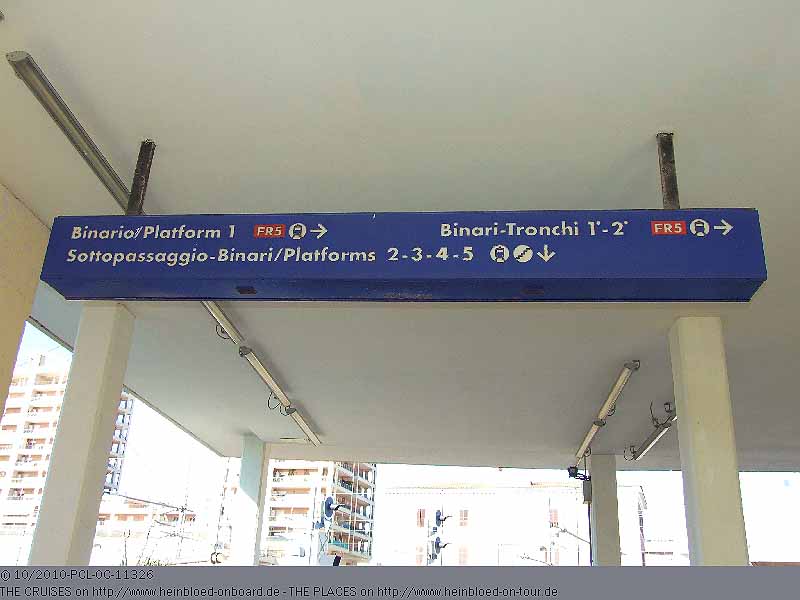 Binario/Platform 1 FR5 → Binari-Tronchi 1°-2° FR5 →
Sottopassaggio-Binari/Platforms 2-3-4-5 ↓
© 10/2010-PCL-OC-11326
THE CRUISES on http://www.heinbloed-onboard.de - THE PLACES on http://www.heinbloed-on-tour.de